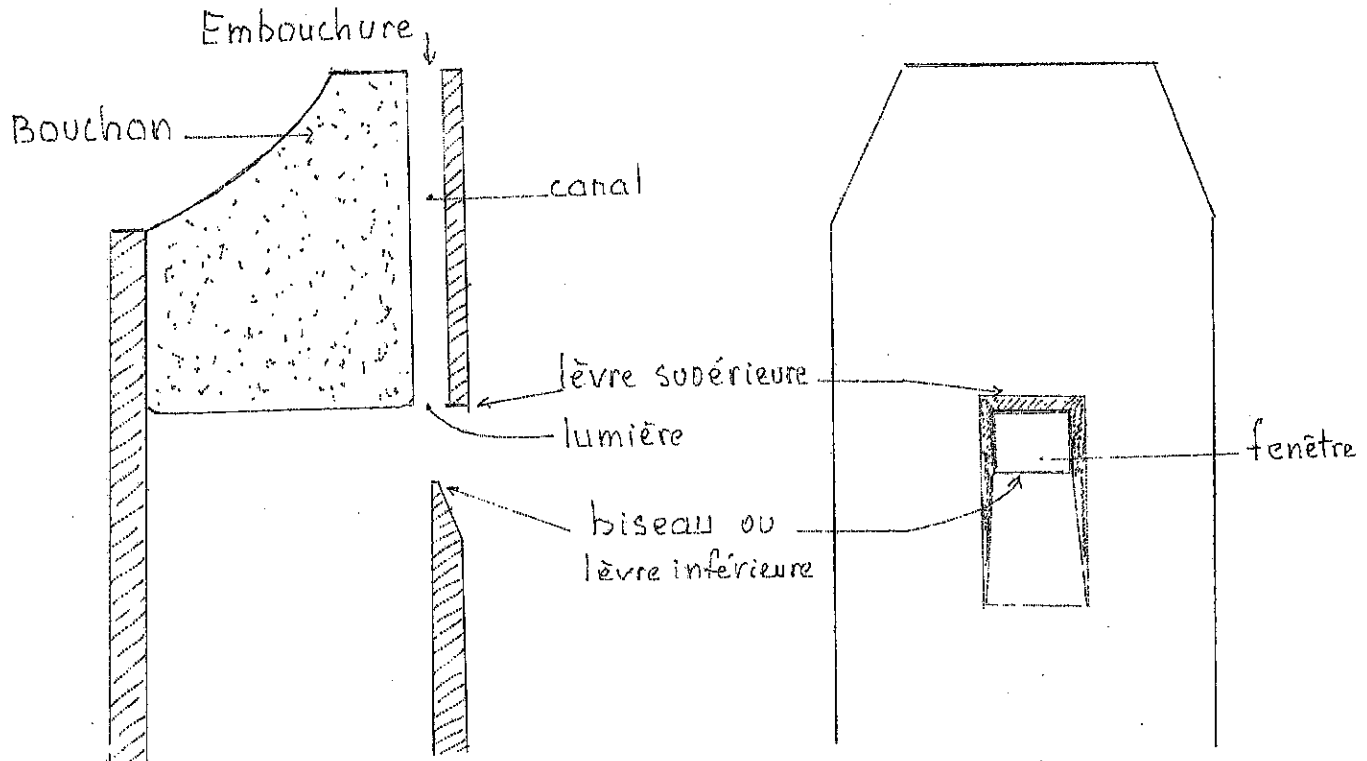 Embouchure
Bouchon
canal
lèvre supérieure
lumière
fenêtre
biseau ou
lèvre inférieure